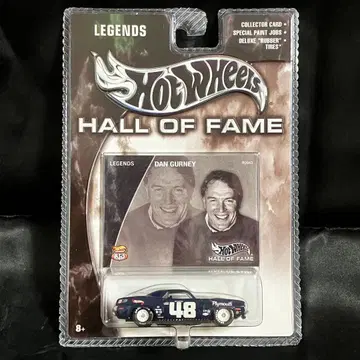 LEGENDS
COLLECTOR CARD •
SPECIAL PAINT JOBS •
DELUXE "RUBBER" •
TIRES"
Hot Wheels
HALL OF FAME
LEGENDS
DAN GURNEY
Hot Wheels
HALL OF FAME
35
48
Plymouth
8+